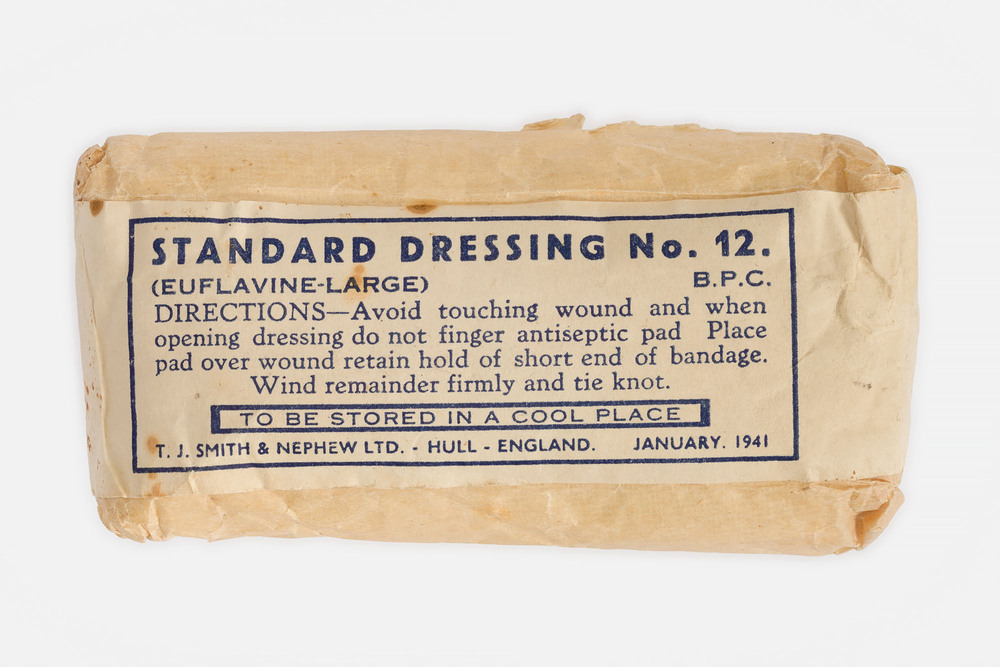 STANDARD DRESSING No. 12.
(EUFLAVINE-LARGE) B.P.C.
DIRECTIONS—Avoid touching wound and when
opening dressing do not finger antiseptic pad Place
pad over wound retain hold of short end of bandage.
Wind remainder firmly and tie knot.
TO BE STORED IN A COOL PLACE
T. J. SMITH & NEPHEW LTD. - HULL - ENGLAND. JANUARY. 1941